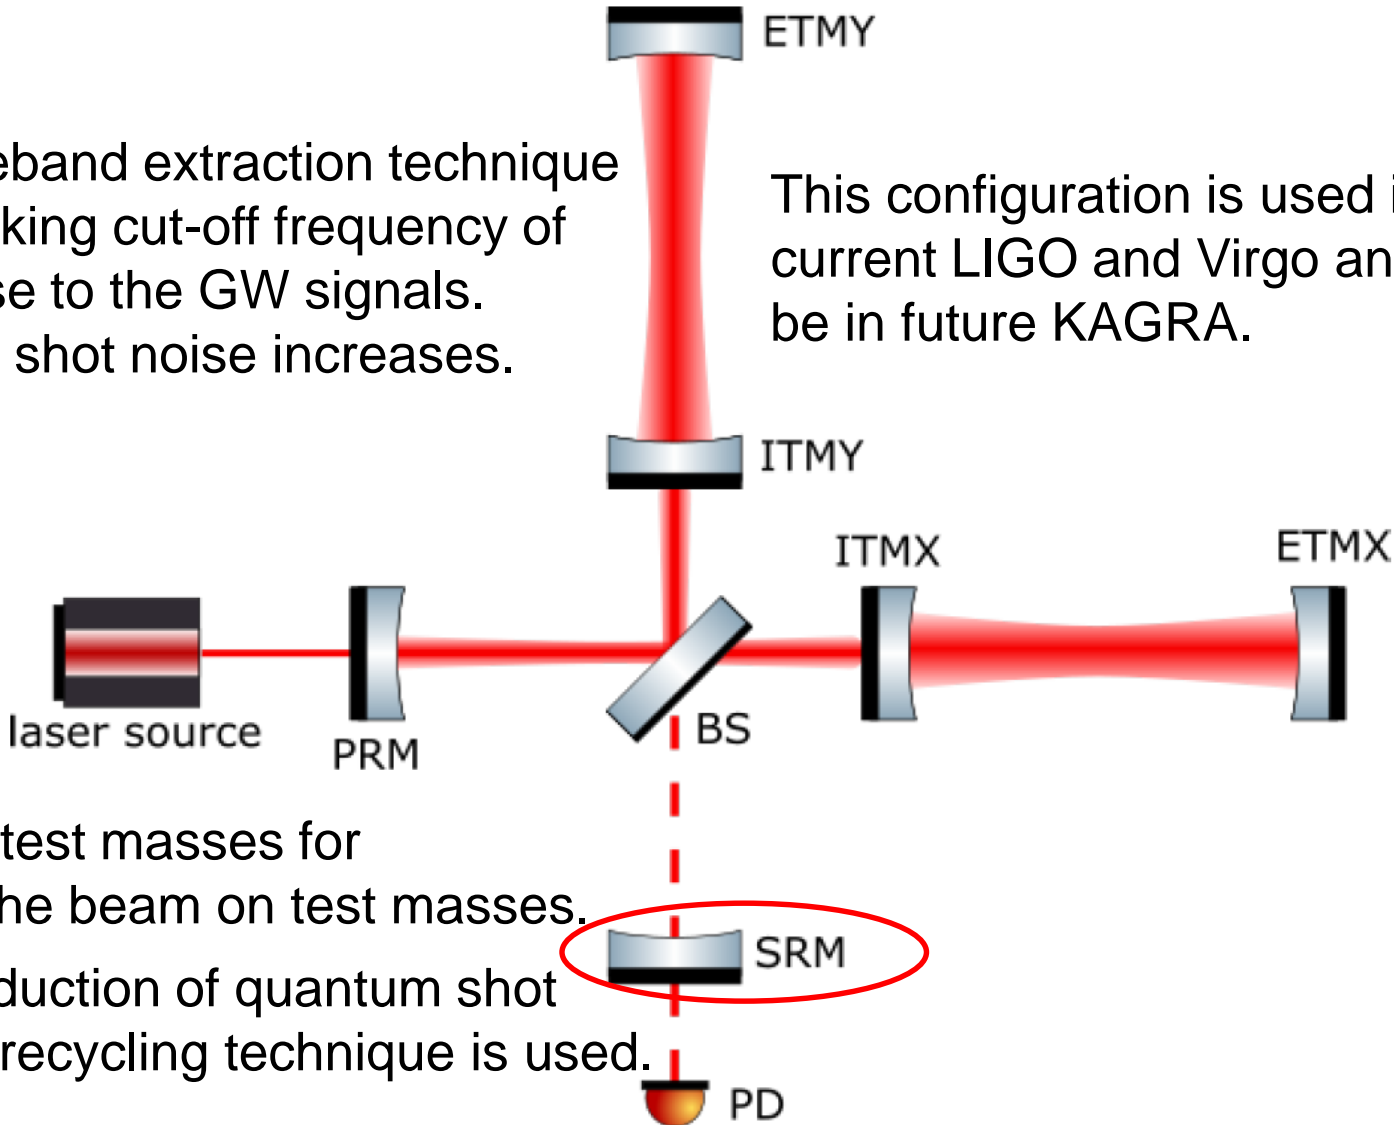 ETMY
eband extraction technique
king cut-off frequency of
se to the GW signals.
shot noise increases.
This configuration is used i
current LIGO and Virgo an
be in future KAGRA.
ITMY
ITMX
ETMX
laser source
PRM
BS
test masses for
he beam on test masses.
SRM
duction of quantum shot
recycling technique is used.
PD